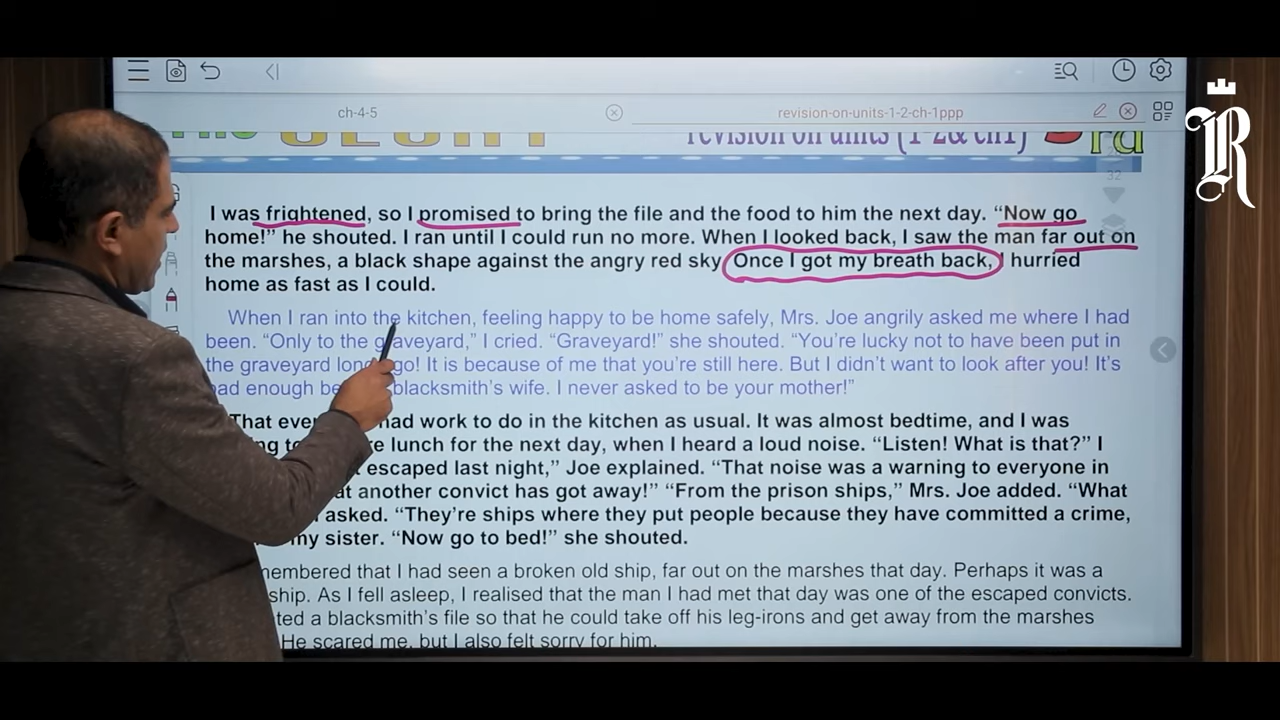 ch-4-5
revision-on-units-1-2-ch-1ppp
revision on units (1-2& ch1)
32
I was frightened, so I promised to bring the file and the food to him the next day. “Now go
home!” he shouted. I ran until I could run no more. When I looked back, I saw the man far out on
the marshes, a black shape against the angry red sky Once I got my breath back, I hurried
home as fast as I could.
When I ran into the kitchen, feeling happy to be home safely, Mrs. Joe angrily asked me where I had
been. “Only to the graveyard,” I cried. “Graveyard!” she shouted. “You’re lucky not to have been put in
the graveyard long go! It is because of me that you’re still here. But I didn’t want to look after you! It’s
bad enough be blacksmith’s wife. I never asked to be your mother!”
That eve had work to do in the kitchen as usual. It was almost bedtime, and I was
lunch for the next day, when I heard a loud noise. “Listen! What is that?” I
escaped last night,” Joe explained. “That noise was a warning to everyone in
another convict has got away!” “From the prison ships,” Mrs. Joe added. “What
asked. “They’re ships where they put people because they have committed a crime,
my sister. “Now go to bed!” she shouted.
membered that I had seen a broken old ship, far out on the marshes that day. Perhaps it was a
ship. As I fell asleep, I realised that the man I had met that day was one of the escaped convicts.
ted a blacksmith’s file so that he could take off his leg-irons and get away from the marshes
He scared me, but I also felt sorry for him.
R